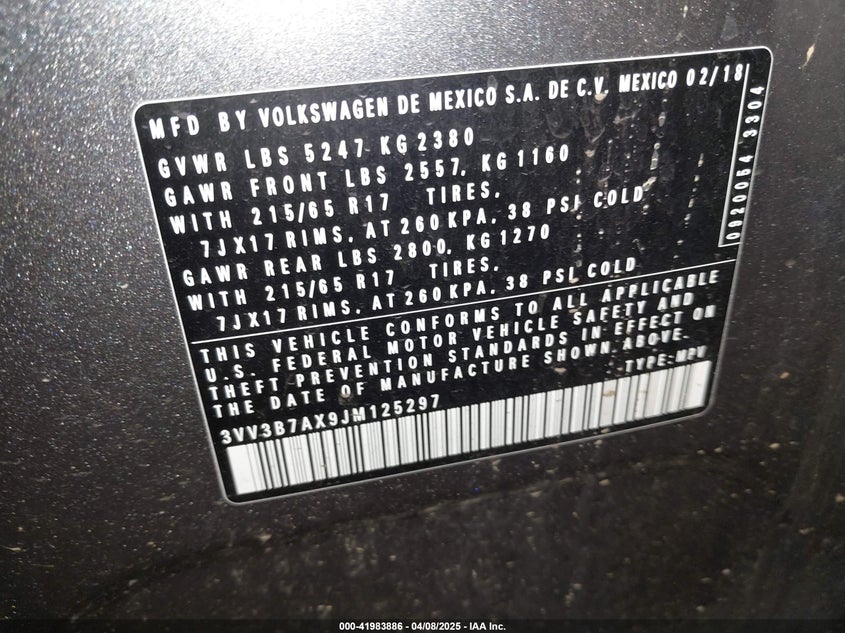 MFD BY VOLKSWAGEN DE MEXICO S.A. DE C.V. MEXICO 02/18
GVWR LBS 5247 KG 2380
GAWR FRONT LBS 2557, KG 1160
WITH 215/65 R17 TIRES,
7JX17 RIMS, AT 260 KPA, 38 PSI COLD
GAWR REAR LBS 2800, KG 1270
WITH 215/65 R17 TIRES,
7JX17 RIMS, AT 260 KPA, 38 PSI COLD
THIS VEHICLE CONFORMS TO ALL APPLICABLE
U.S. FEDERAL MOTOR VEHICLE SAFETY AND
THEFT PREVENTION STANDARDS IN EFFECT ON
THE DATE OF MANUFACTURE SHOWN ABOVE.
TYPE: MPV
3VV3B7AX9JM125297
0020054 3304
000-41983886 - 04/08/2025 - IAA Inc.